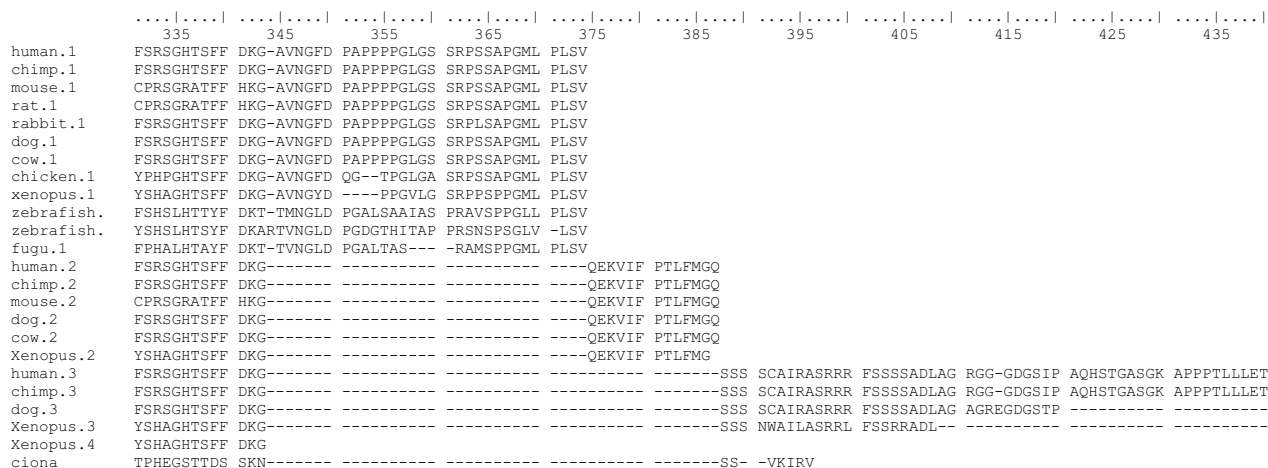 ....|....| ....|....| ....|....| ....|....| ....|....| ....|....| ....|....| ....|....| ....|....| ....|....| ....|....|
335 345 355 365 375 385 395 405 415 425 435
human.1 FSRSGHTSFF DKG-AVNGFD PAPPPPGLGS SRPSSAPGML PLSV
chimp.1 FSRSGHTSFF DKG-AVNGFD PAPPPPGLGS SRPSSAPGML PLSV
mouse.1 CPRSGRATFF HKG-AVNGFD PAPPPPGLGS SRPSSAPGML PLSV
rat.1 CPRSGRATFF HKG-AVNGFD PAPPPPGLGS SRPSSAPGML PLSV
rabbit.1 FSRSGHTSFF DKG-AVNGFD PAPPPPGLGS SRPLSAPGML PLSV
dog.1 FSRSGHTSFF DKG-AVNGFD PAPPPPGLGS SRPSSAPGML PLSV
cow.1 FSRSGHTSFF DKG-AVNGFD PAPPPPGLGS SRPSSAPGML PLSV
chicken.1 YPHPGHTSFF DKG-AVNGFD QG--TPGLGA SRPSSAPGML PLSV
xenopus.1 YSHAGHTSFF DKG-AVNGYD ----PPGVLG SRPPSPPGML PLSV
zebrafish. FSHSLHTTYF DKT-TMNGLD PGALSAAIAS PRAVSPPGLL PLSV
zebrafish. YSHSLHTSYF DKARTVNGLD PGDGTHITAP PRSNSPSGLV -LSV
fugu.1 FPHALHTAYF DKT-TVNGLD PGALTAS--- -RAMSPPGML PLSV
human.2 FSRSGHTSFF DKG------- ---------- ---------- ----QEKVIF PTLFMGQ
chimp.2 FSRSGHTSFF DKG------- ---------- ---------- ----QEKVIF PTLFMGQ
mouse.2 CPRSGRATFF HKG------- ---------- ---------- ----QEKVIF PTLFMGQ
dog.2 FSRSGHTSFF DKG------- ---------- ---------- ----QEKVIF PTLFMGQ
cow.2 FSRSGHTSFF DKG------- ---------- ---------- ----QEKVIF PTLFMGQ
Xenopus.2 YSHAGHTSFF DKG------- ---------- ---------- ----QEKVIF PTLFMG
human.3 FSRSGHTSFF DKG------- ---------- ---------- ---------- -------SSS SCAIRASRRR FSSSSADLAG RGG-GDGSIP AQHSTGASGK APPPTLLLET
chimp.3 FSRSGHTSFF DKG------- ---------- ---------- ---------- -------SSS SCAIRASRRR FSSSSADLAG RGG-GDGSIP AQHSTGASGK APPPTLLLET
dog.3 FSRSGHTSFF DKG------- ---------- ---------- ---------- -------SSS SCAIRASRRR FSSSSADLAG AGREGDGSTP ---------- ----------
Xenopus.3 YSHAGHTSFF DKG------- ---------- ---------- ---------- -------SSS NWAILASRRL FSSRRADL-- ---------- ---------- ----------
Xenopus.4 YSHAGHTSFF DKG
ciona TPHEGSTTDS SKN------- ---------- ---------- ---------- -------SS- -VKIRV